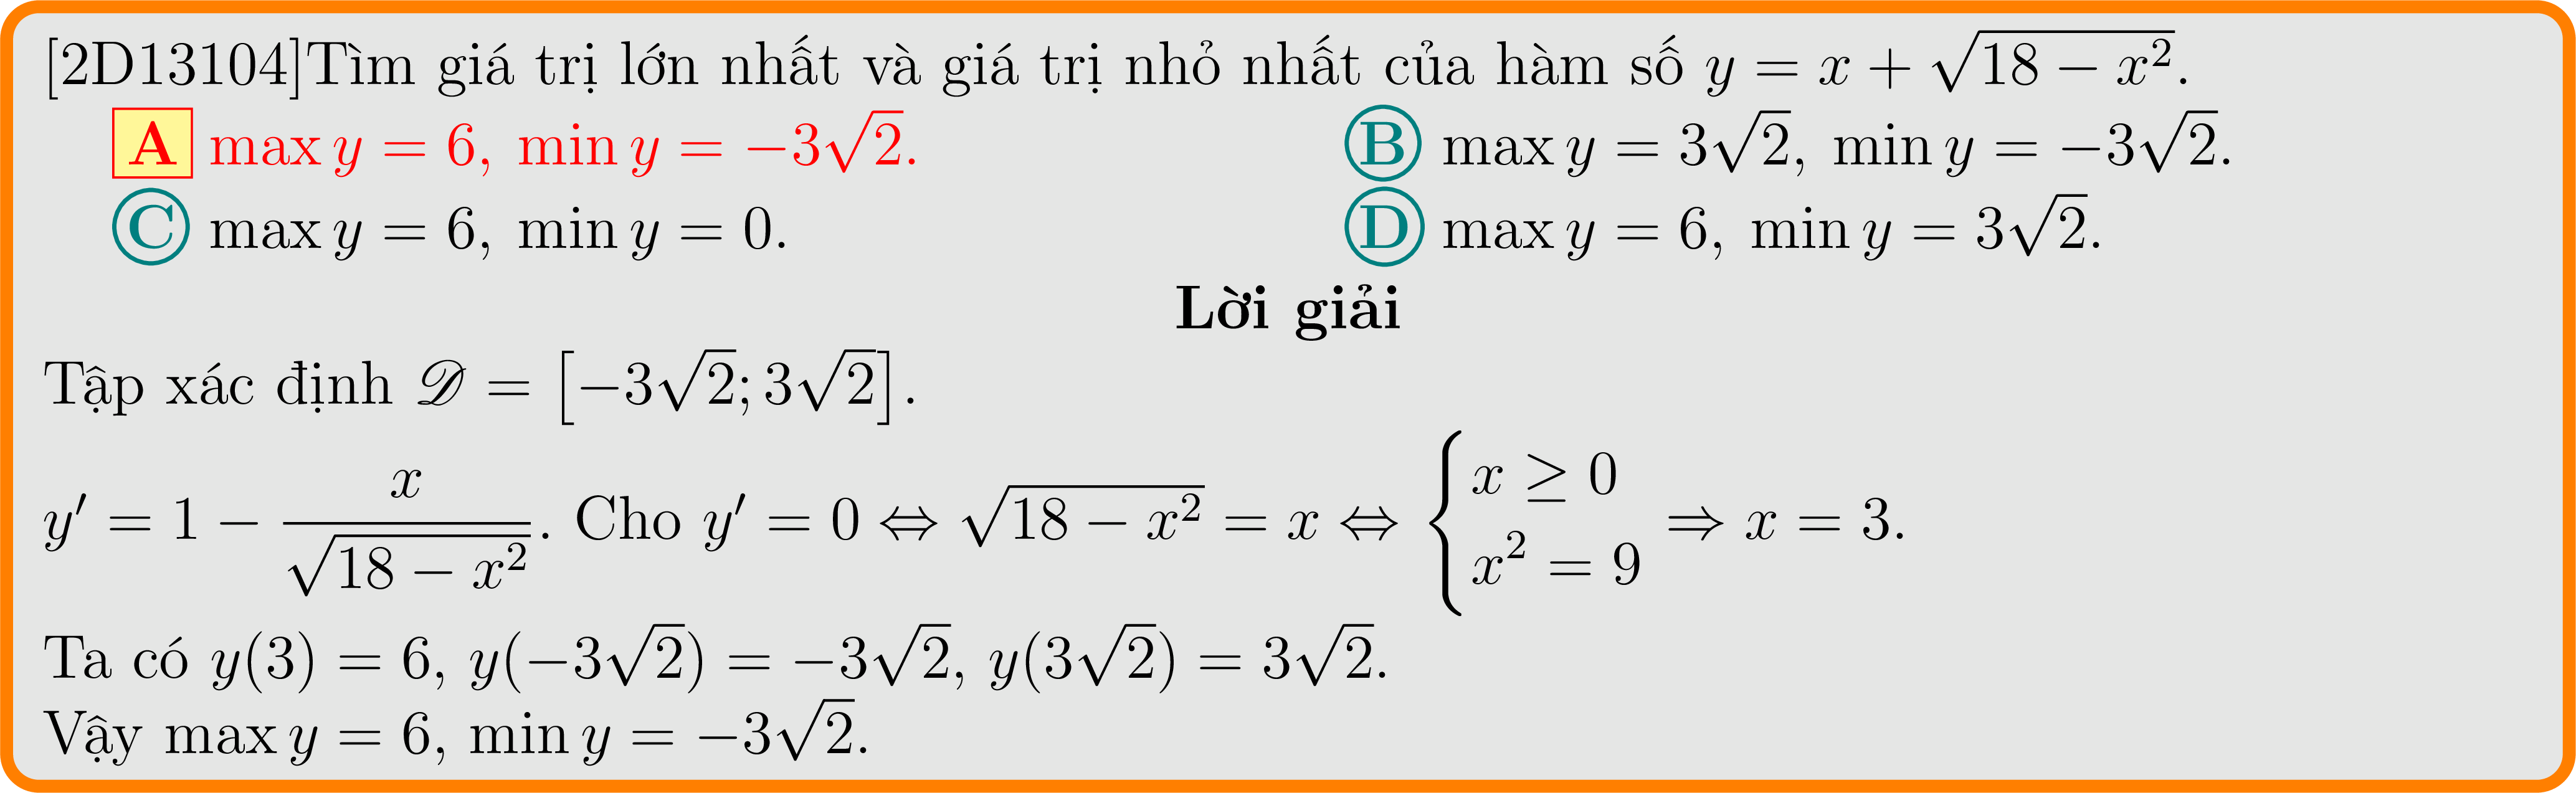 [2D13104]Tìm giá trị lớn nhất và giá trị nhỏ nhất của hàm số $y = x + \sqrt{18 - x^2}$.
A $\max y = 6, \min y = -3\sqrt{2}$. B $\max y = 3\sqrt{2}, \min y = -3\sqrt{2}$.
C $\max y = 6, \min y = 0$. D $\max y = 6, \min y = 3\sqrt{2}$.
Lời giải
Tập xác định $\mathscr{D} = \left[-3\sqrt{2}; 3\sqrt{2}\right]$.
$y' = 1 - \dfrac{x}{\sqrt{18 - x^2}}$. Cho $y' = 0 \Leftrightarrow \sqrt{18 - x^2} = x \Leftrightarrow \begin{cases} x \geq 0 \\ x^2 = 9 \end{cases} \Rightarrow x = 3$.
Ta có $y(3) = 6$, $y(-3\sqrt{2}) = -3\sqrt{2}$, $y(3\sqrt{2}) = 3\sqrt{2}$.
Vậy $\max y = 6$, $\min y = -3\sqrt{2}$.